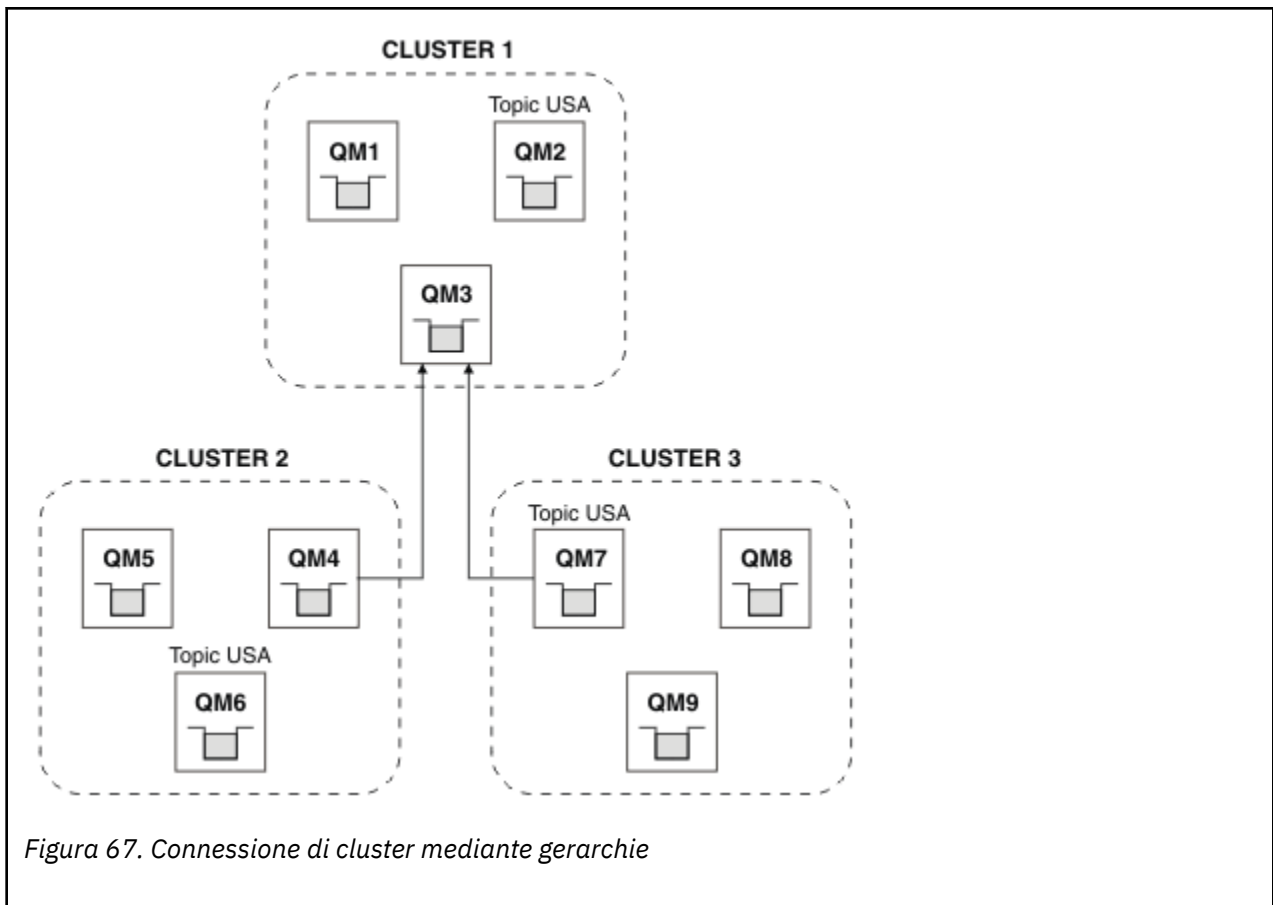 CLUSTER 1
Topic USA
QM1
QM2
QM3
CLUSTER 2
CLUSTER 3
Topic USA
QM5
QM4
QM7
QM8
Topic USA
QM6
QM9
Figura 67. Connessione di cluster mediante gerarchie